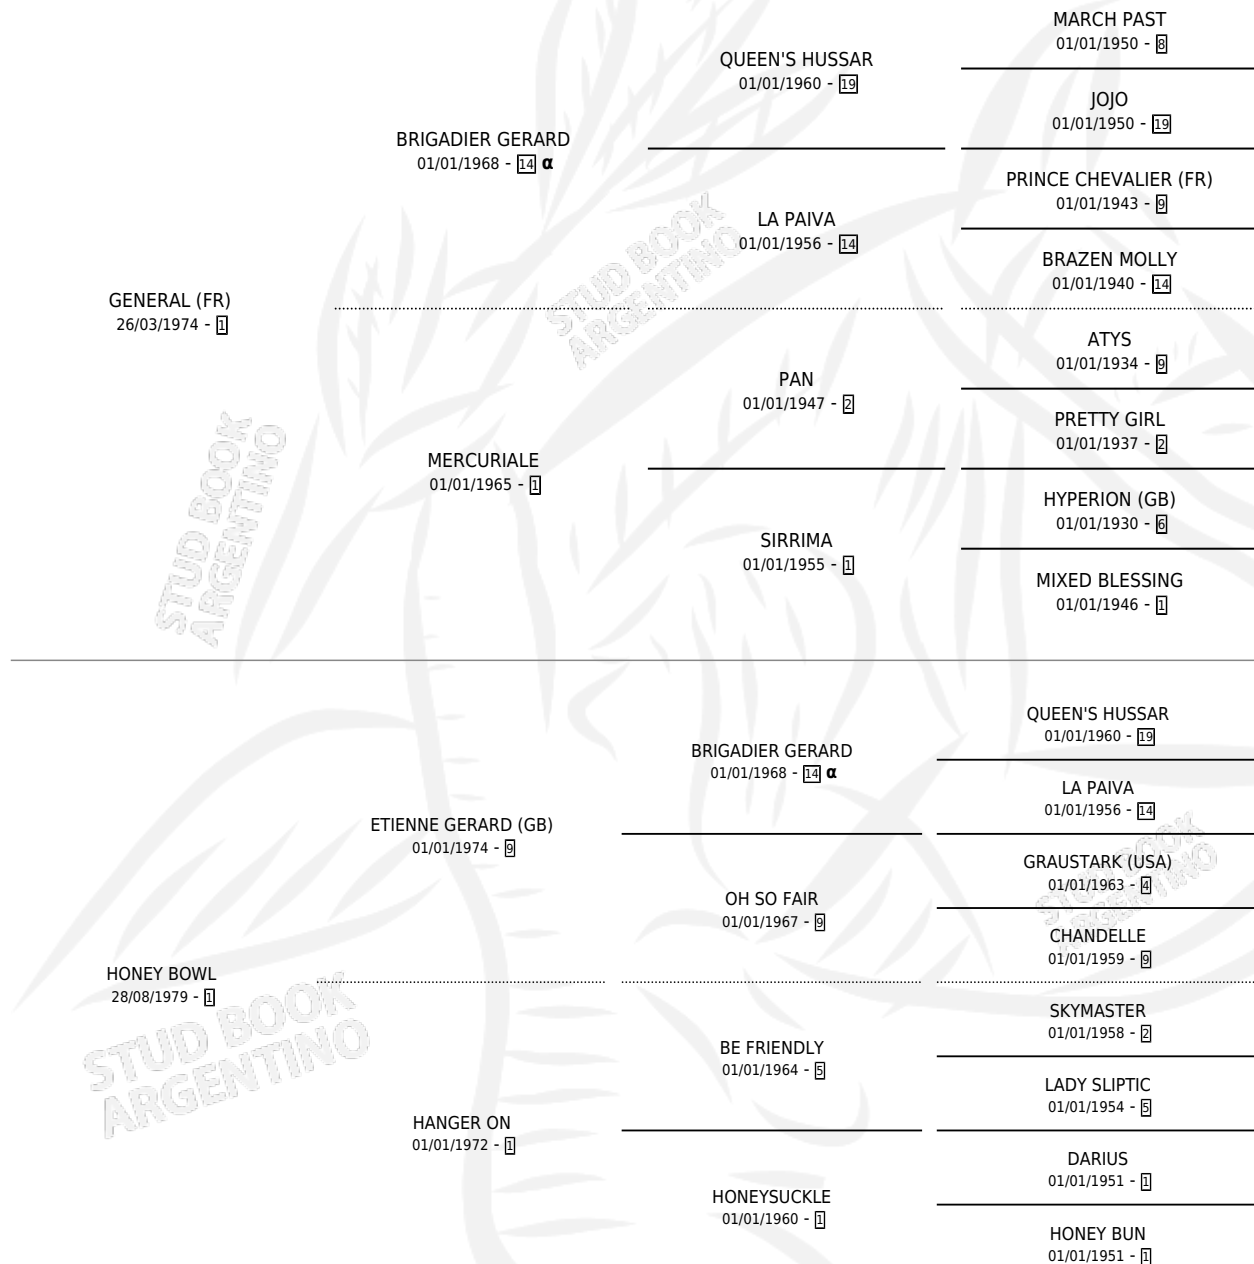 MARCH PAST
01/01/1950 - 8
QUEEN'S HUSSAR
01/01/1960 - 19
JOJO
01/01/1950 - 19
BRIGADIER GERARD
01/01/1968 - 14 α
PRINCE CHEVALIER (FR)
01/01/1943 - 9
LA PAIVA
01/01/1956 - 14
BRAZEN MOLLY
01/01/1940 - 14
GENERAL (FR)
26/03/1974 - 1
STUD BOOK
ARGENTINO
ATYS
01/01/1934 - 9
PAN
01/01/1947 - 2
PRETTY GIRL
01/01/1937 - 2
MERCURIALE
01/01/1965 - 1
HYPERION (GB)
01/01/1930 - 6
SIRRIMA
01/01/1955 - 1
MIXED BLESSING
01/01/1946 - 1
STUD BOOK
ARGENTINO
QUEEN'S HUSSAR
01/01/1960 - 19
BRIGADIER GERARD
01/01/1968 - 14 α
LA PAIVA
01/01/1956 - 14
ETIENNE GERARD (GB)
01/01/1974 - 9
GRAUSTARK (USA)
01/01/1963 - 4
STUD BOOK
ARGENTINO
OH SO FAIR
01/01/1967 - 9
CHANDELLE
01/01/1959 - 9
HONEY BOWL
28/08/1979 - 1
STUD BOOK
ARGENTINO
SKYMASTER
01/01/1958 - 2
BE FRIENDLY
01/01/1964 - 5
LADY SLIPTIC
01/01/1954 - 5
HANGER ON
01/01/1972 - 1
DARIUS
01/01/1951 - 1
HONEYSUCKLE
01/01/1960 - 1
HONEY BUN
01/01/1951 - 1